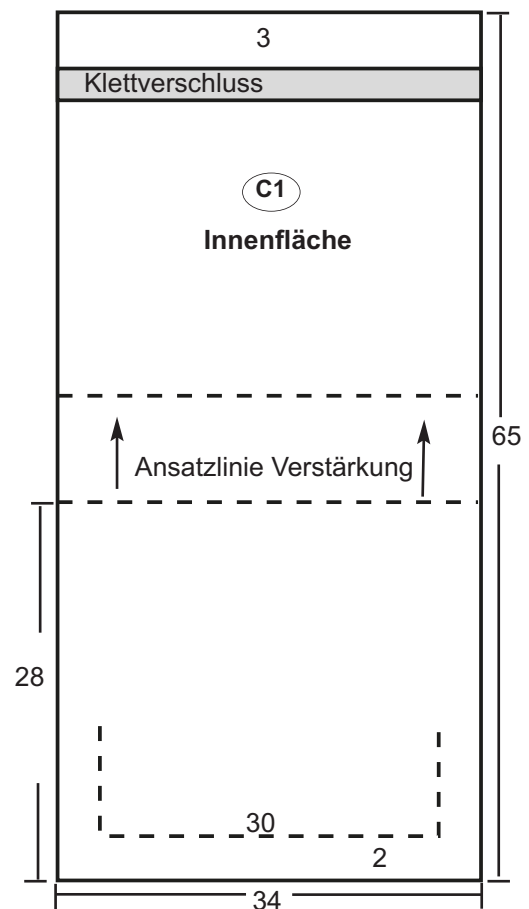 3
Klettverschluss
C1
Innenfläche
65
Ansatzlinie Verstärkung
28
30
2
34